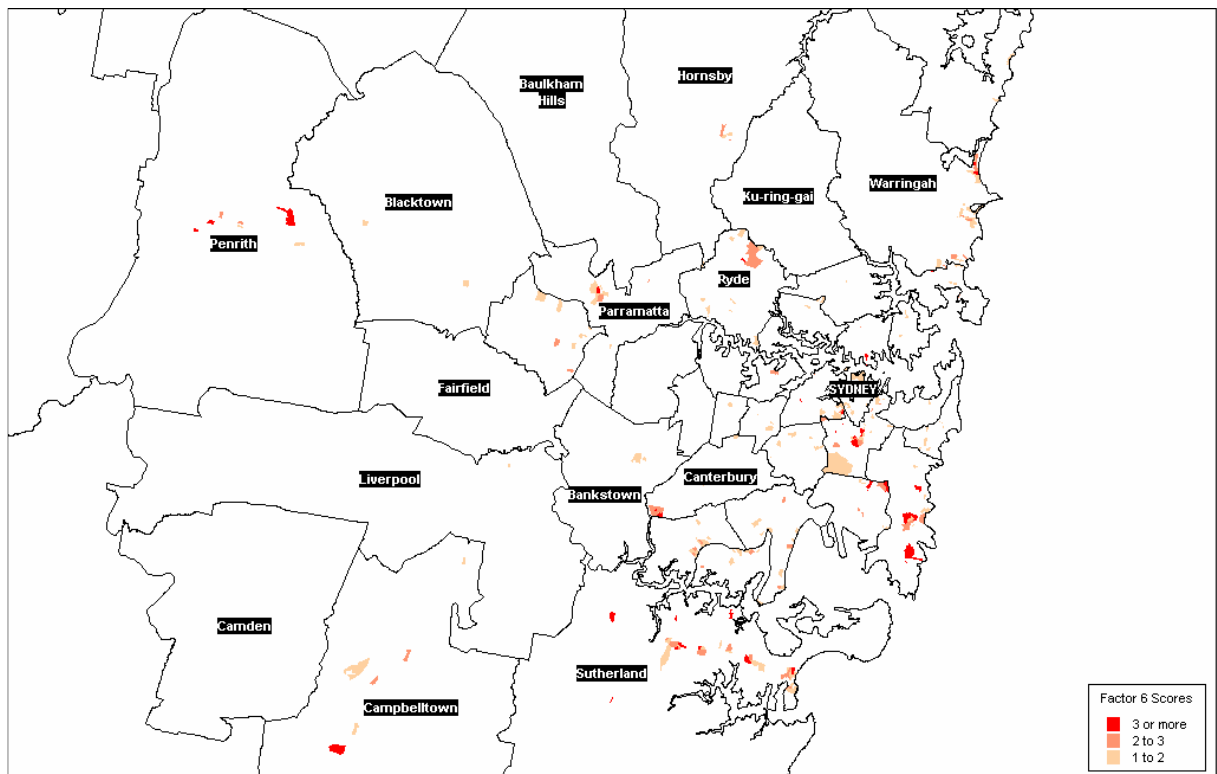 Baulkham
Hills
Hornsby
Ku-ring-gai
Warringah
Blacktown
Penrith
Ryde
Parramatta
Fairfield
SYDNEY
Liverpool
Bankstown
Canterbury
Camden
Sutherland
Campbelltown
Factor 6 Scores
3 or more
2 to 3
1 to 2